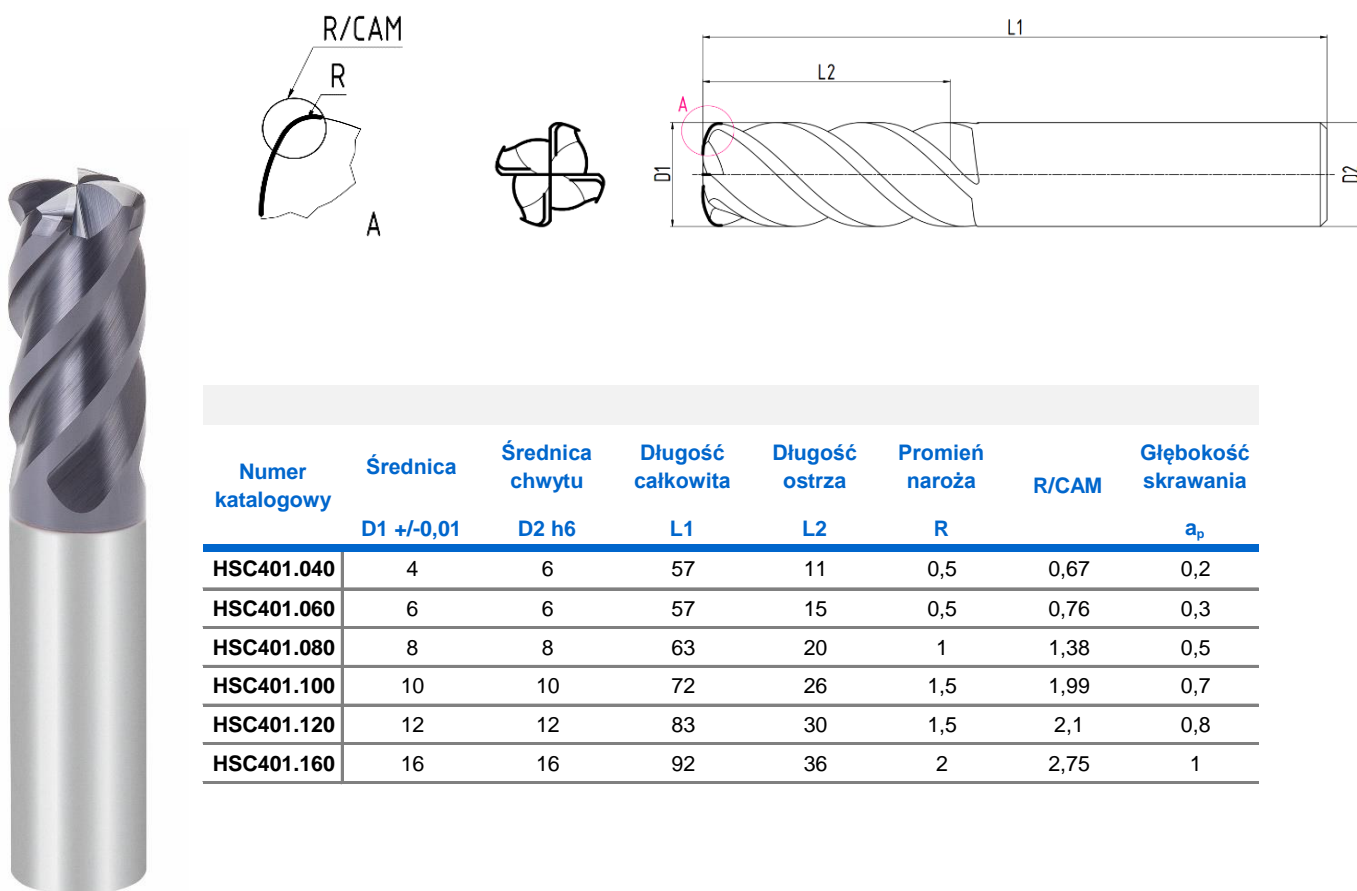 R/CAM
R
A
L1
L2
A
D1
D2
Numer katalogowy Średnica Średnica chwytu Długość całkowita Długość ostrza Promień naroża R/CAM Głębokość skrawania
D1 +/-0,01 D2 h6 L1 L2 R ap
HSC401.040 4 6 57 11 0,5 0,67 0,2
HSC401.060 6 6 57 15 0,5 0,76 0,3
HSC401.080 8 8 63 20 1 1,38 0,5
HSC401.100 10 10 72 26 1,5 1,99 0,7
HSC401.120 12 12 83 30 1,5 2,1 0,8
HSC401.160 16 16 92 36 2 2,75 1